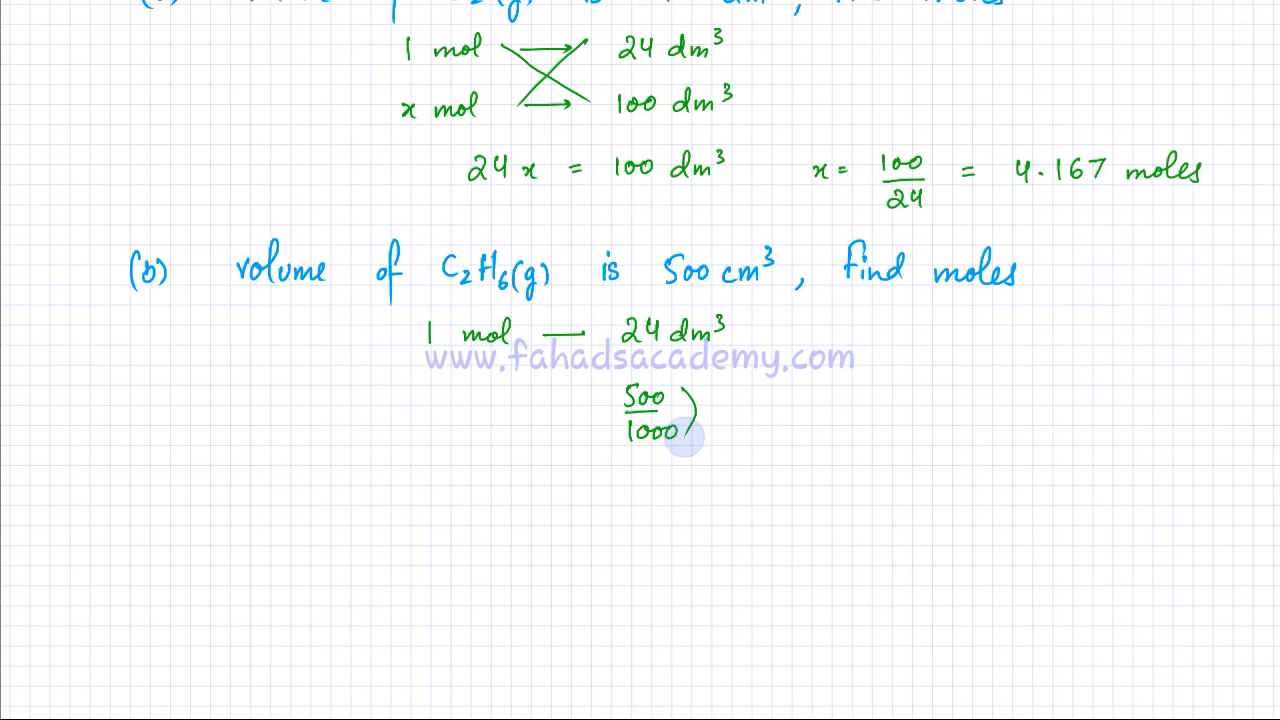 1 mol → 24 dm³
x mol → 100 dm³
24x = 100 dm³ x = 100/24 = 4.167 moles
(b) volume of C₂H₆(g) is 500 cm³, find moles
1 mol — 24 dm³
www.fahadsacademy.com
500/1000)